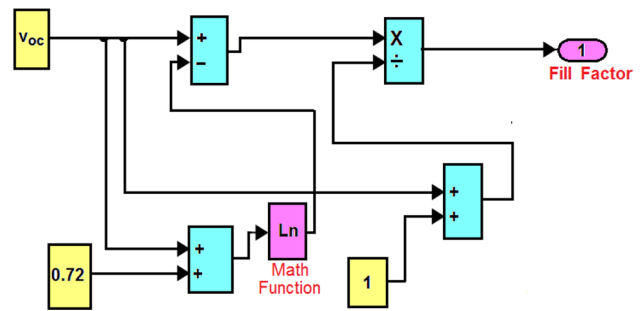 Voc
+
−
X
÷
1
Fill Factor
+
+
Ln
+
+
0.72
Math
Function
1